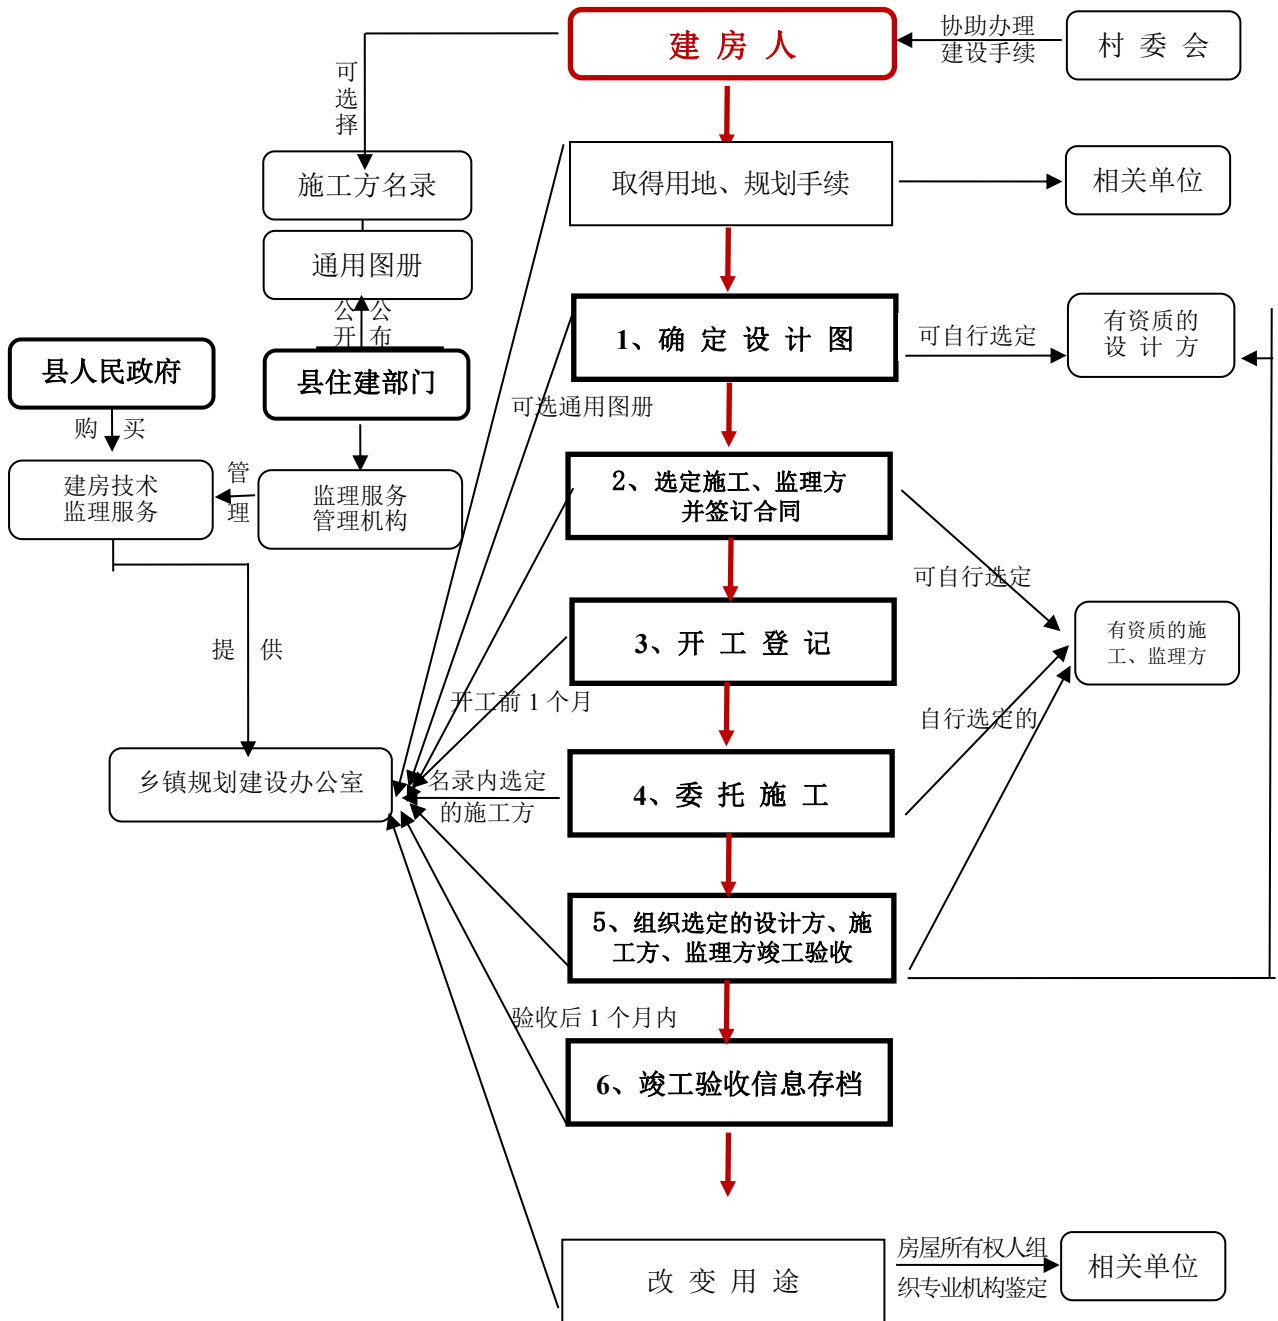 建 房 人
协助办理
建设手续
村 委 会
可
选
择
施工方名录
取得用地、规划手续
相关单位
通用图册
公 公
开 布
1、确 定 设 计 图
可自行选定
有资质的
设 计 方
县人民政府
县住建部门
购 买
可选通用图册
建房技术
监理服务
管
理
监理服务
管理机构
2、选定施工、监理方
并签订合同
可自行选定
提 供
3、开 工 登 记
有资质的施
工、监理方
开工前 1 个月
自行选定的
乡镇规划建设办公室
名录内选定
的施工方
4、委 托 施 工
5、组织选定的设计方、施
工方、监理方竣工验收
验收后 1 个月内
6、竣工验收信息存档
改 变 用 途
房屋所有权人组
织专业机构鉴定
相关单位